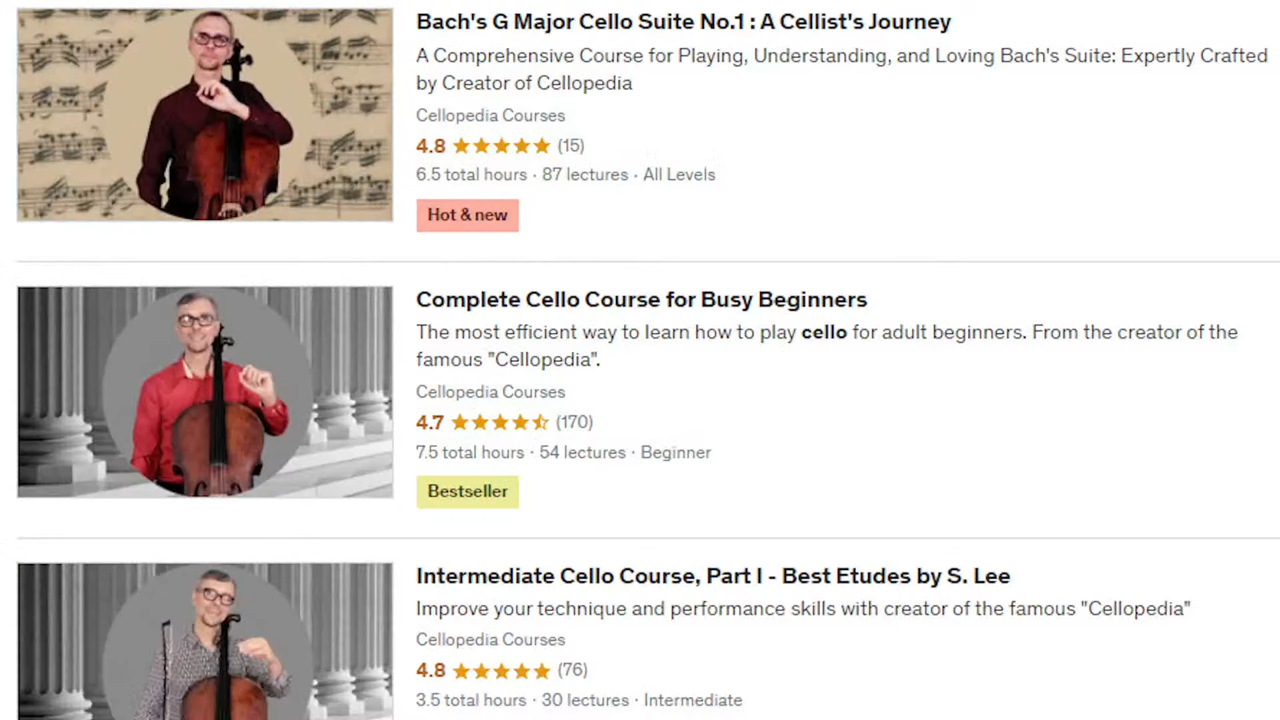 Bach's G Major Cello Suite No.1 : A Cellist's Journey
A Comprehensive Course for Playing, Understanding, and Loving Bach's Suite: Expertly Crafted
by Creator of Cellopedia
Cellopedia Courses
4.8 (15)
6.5 total hours · 87 lectures · All Levels
Hot & new
Complete Cello Course for Busy Beginners
The most efficient way to learn how to play cello for adult beginners. From the creator of the
famous "Cellopedia".
Cellopedia Courses
4.7 (170)
7.5 total hours · 54 lectures · Beginner
Bestseller
Intermediate Cello Course, Part I - Best Etudes by S. Lee
Improve your technique and performance skills with creator of the famous "Cellopedia"
Cellopedia Courses
4.8 (76)
3.5 total hours · 30 lectures · Intermediate